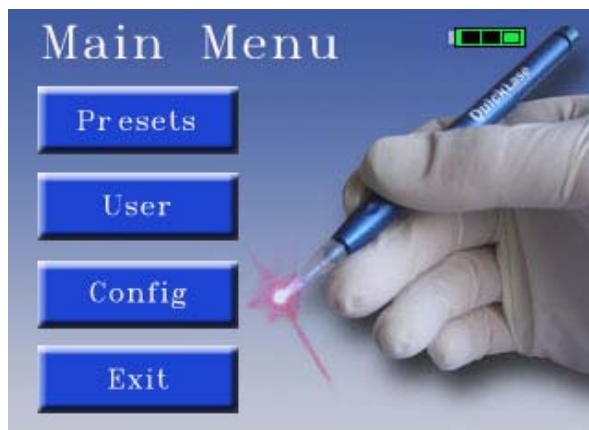 Main Menu
Presets
User
Config
Exit
QuickLase